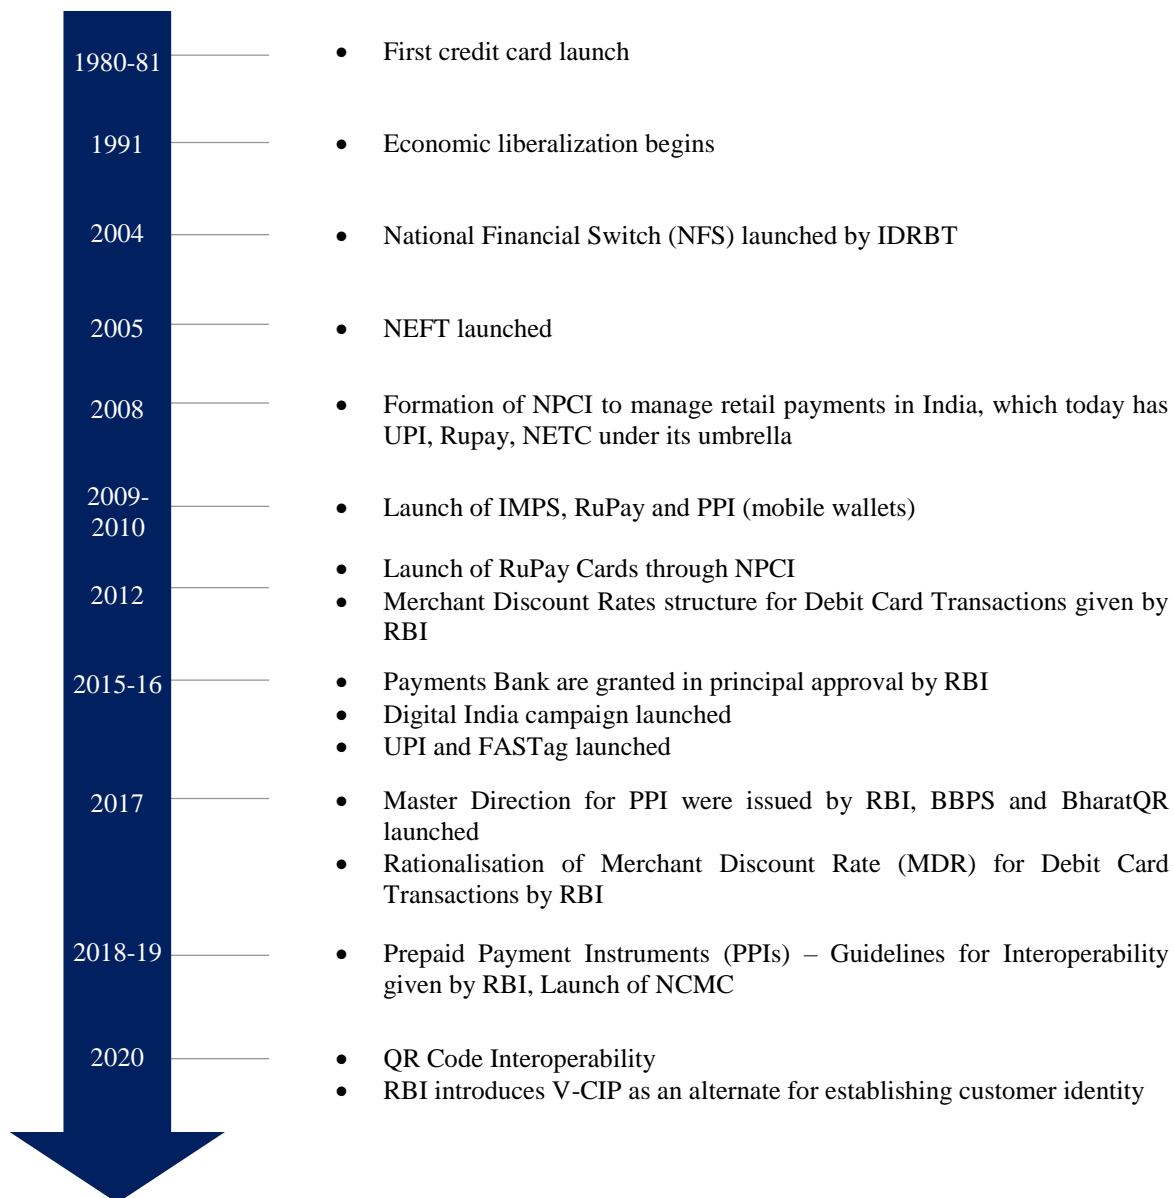 1980-81
• First credit card launch
1991
• Economic liberalization begins
2004
• National Financial Switch (NFS) launched by IDRBT
2005
• NEFT launched
2008
• Formation of NPCI to manage retail payments in India, which today has
UPI, Rupay, NETC under its umbrella
2009-
2010
• Launch of IMPS, RuPay and PPI (mobile wallets)
2012
• Launch of RuPay Cards through NPCI
• Merchant Discount Rates structure for Debit Card Transactions given by
RBI
2015-16
• Payments Bank are granted in principal approval by RBI
• Digital India campaign launched
• UPI and FASTag launched
2017
• Master Direction for PPI were issued by RBI, BBPS and BharatQR
launched
• Rationalisation of Merchant Discount Rate (MDR) for Debit Card
Transactions by RBI
2018-19
• Prepaid Payment Instruments (PPIs) – Guidelines for Interoperability
given by RBI, Launch of NCMC
2020
• QR Code Interoperability
• RBI introduces V-CIP as an alternate for establishing customer identity